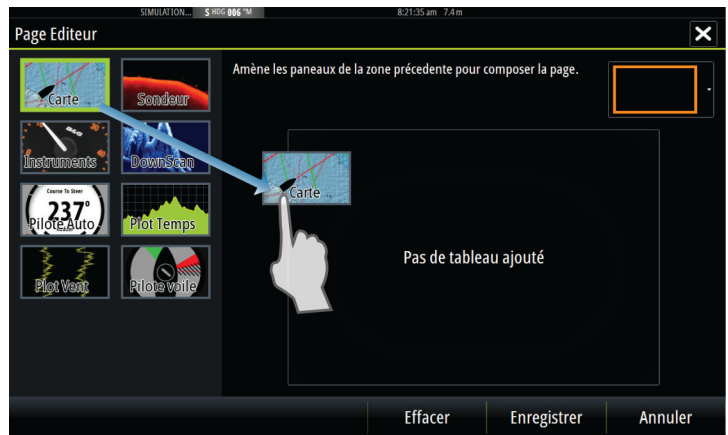 SIMULATION... S HDG 006 °M 8:21:35 am 7.4 m
Page Editeur
Amène les paneaux de la zone précedente pour composer la page.
Carte
Sondeur
Instruments
DownScan
Carte
Course To Steer
237°
Pilote Auto
Plot Temps
Pas de tableau ajouté
Plot Vent
Pilote voile
Effacer Enregistrer Annuler